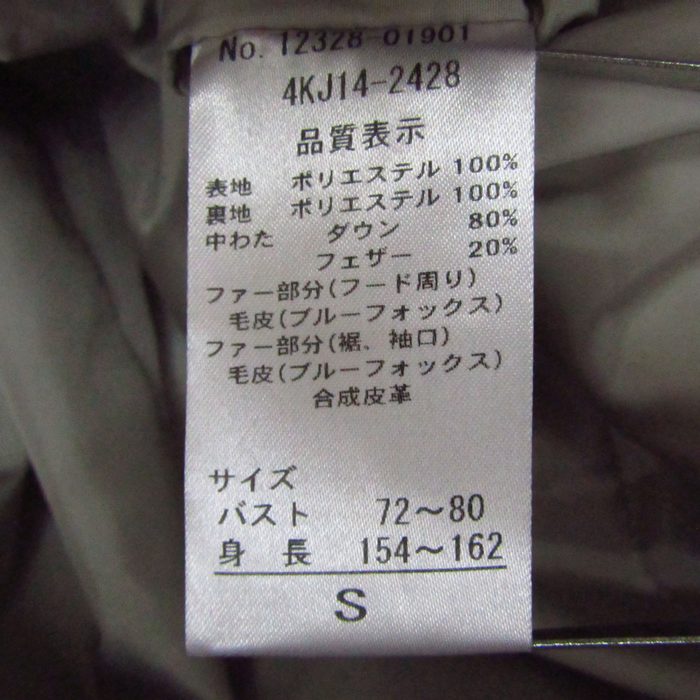 No. 12328-01901
4KJ14-2428
品質表示
表地 ポリエステル 100%
裏地 ポリエステル 100%
中わた ダウン 80%
フェザー 20%
ファー部分(フード周り)
毛皮(ブルーフォックス)
ファー部分(裾、袖口)
毛皮(ブルーフォックス)
合成皮革
サイズ
バスト 72～80
身長 154～162
S